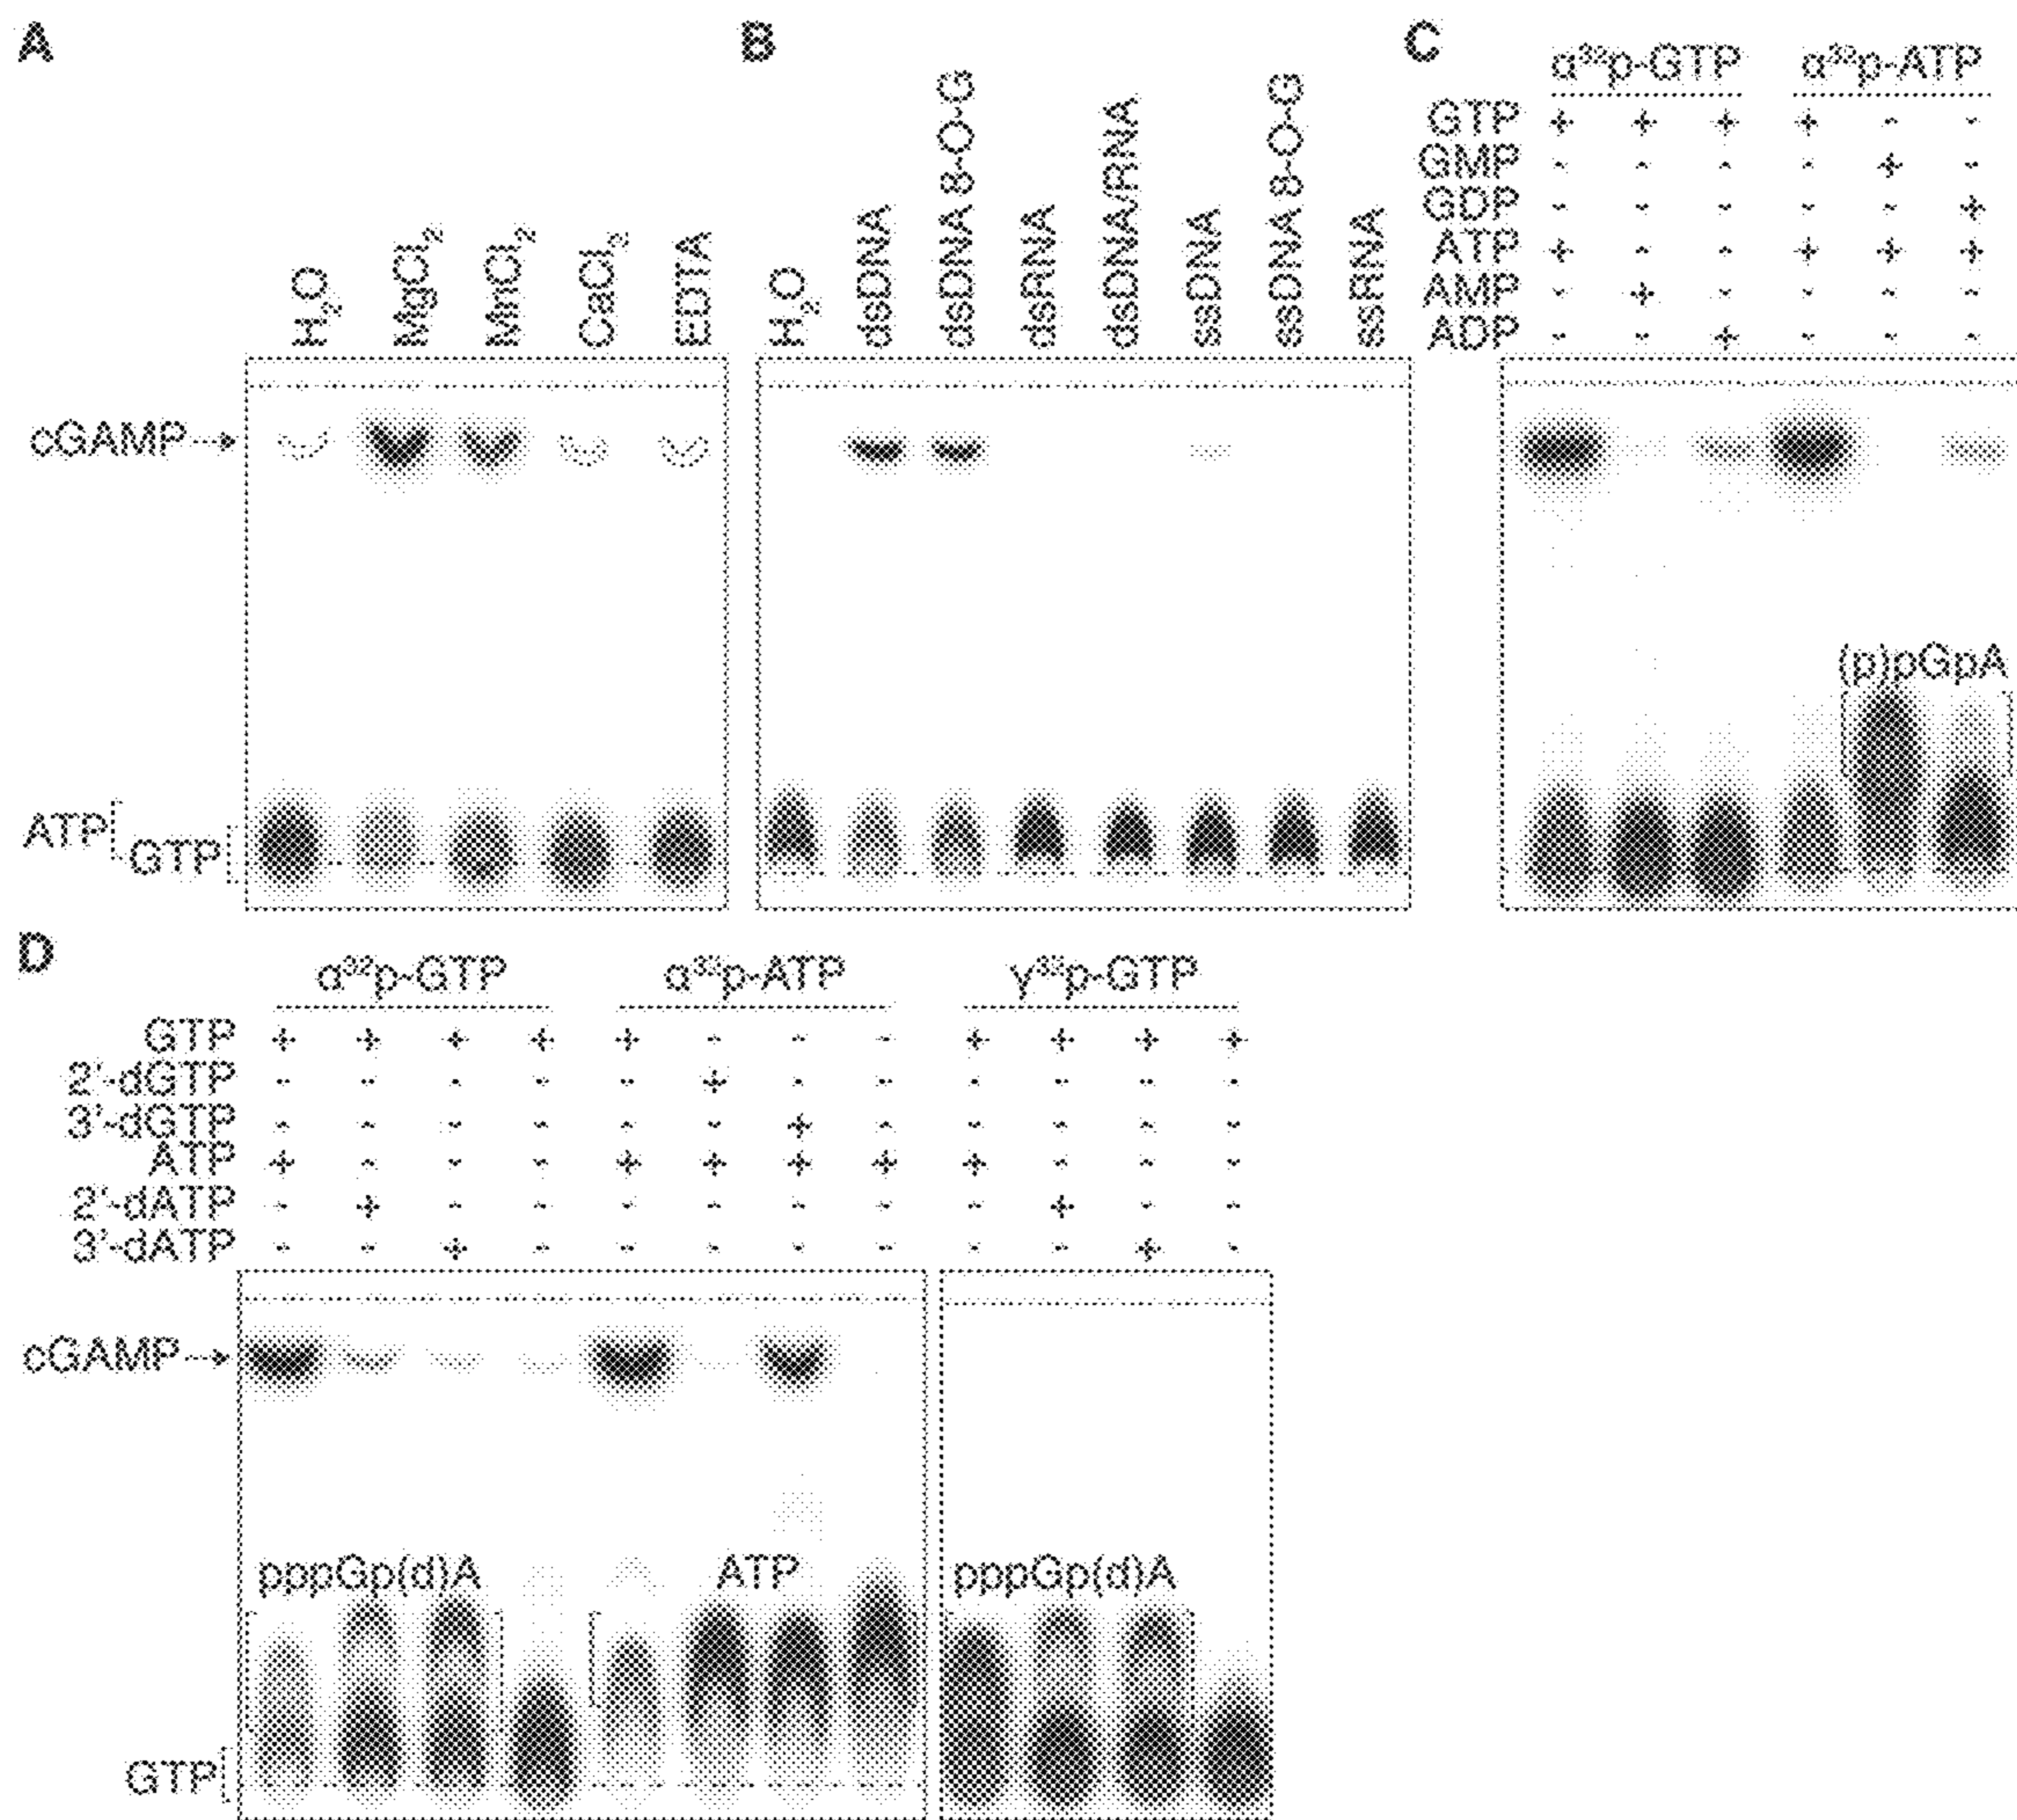 A
H2O
MgCl2
MnCl2
CaCl2
EDTA
cGAMP
ATP
GTP
B
H2O
dsDNA
dsDNA 8-O-G
dsRNA
dsDNA/RNA
ssDNA
ssDNA 8-O-G
ssRNA
C
α³²p-GTP α³²p-ATP
GTP + + + + - -
GMP - - - - + -
GDP - - - - - +
ATP + - - + + +
AMP - + - - - -
ADP - - + - - -
(p)pGpA
D
α³²p-GTP α³²p-ATP γ³²p-GTP
GTP + + + + + - - - + + + +
2'-dGTP - - - - - + - - - - - -
3'-dGTP - - - - - - + - - - - -
ATP + - - - + + + + + - - -
2'-dATP - + - - - - - - - + - -
3'-dATP - - + - - - - - - - + -
cGAMP
pppGp(d)A ATP pppGp(d)A
GTP